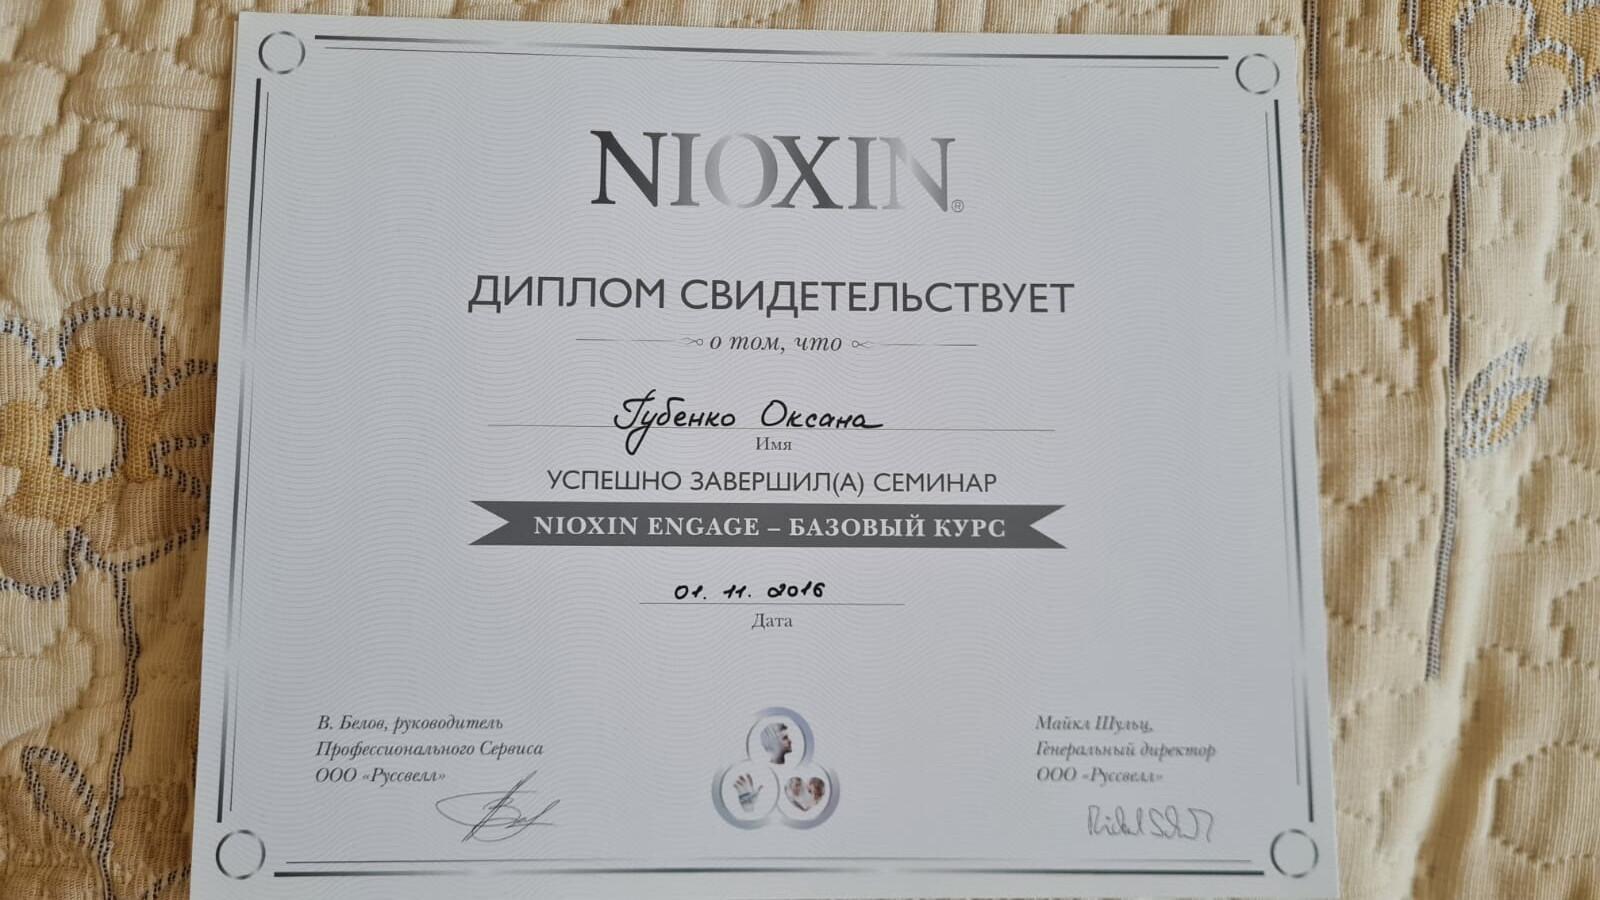 NIOXIN®
ДИПЛОМ СВИДЕТЕЛЬСТВУЕТ
о том, что
Губенко Оксана
Имя
УСПЕШНО ЗАВЕРШИЛ(А) СЕМИНАР
NIOXIN ENGAGE – БАЗОВЫЙ КУРС
01. 11. 2016
Дата
В. Белов, руководитель
Профессионального Сервиса
ООО «Руссвелл»
Майкл Шульц,
Генеральный директор
ООО «Руссвелл»